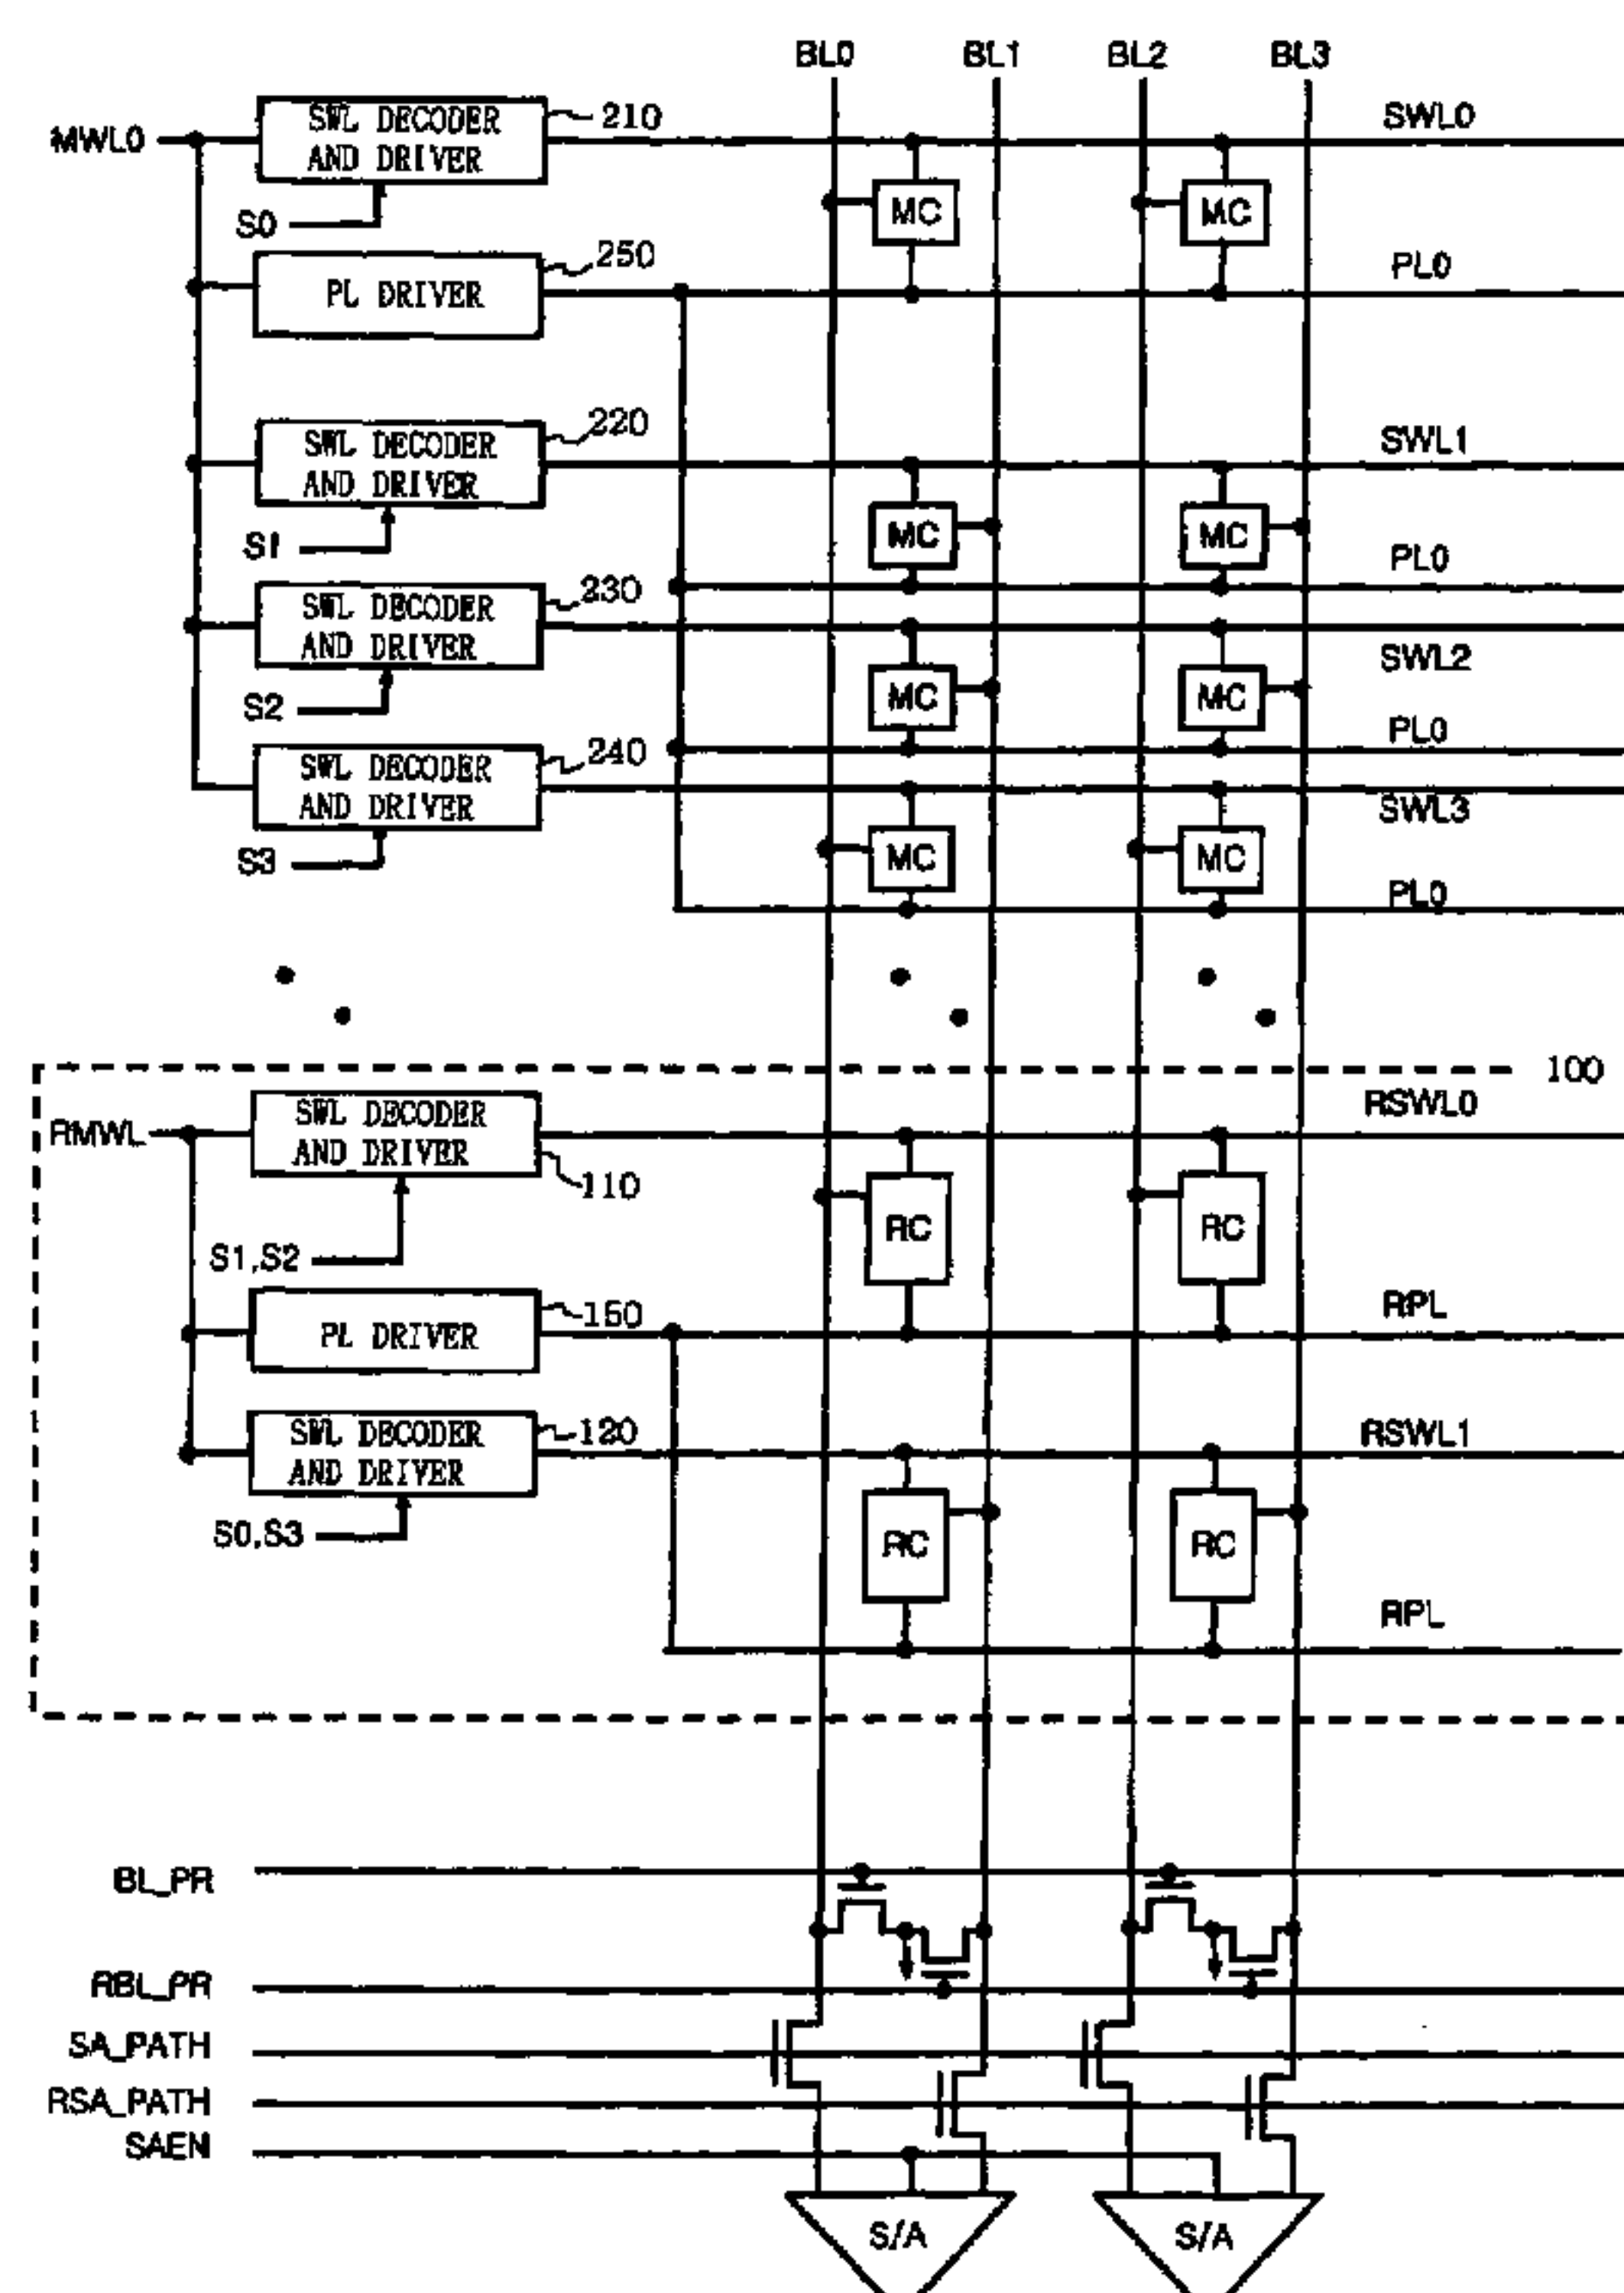 BL0 BL1 BL2 BL3
SWL DECODER
AND DRIVER
210
SWL0
MWL0
MC MC
S0
250
PL0
PL DRIVER
220
SWL1
SWL DECODER
AND DRIVER
MC MC
S1
PL0
230
SWL DECODER
AND DRIVER
SWL2
MC MC
S2
PL0
240
SWL DECODER
AND DRIVER
SWL3
MC MC
S3
PL0
100
RSWL0
SWL DECODER
AND DRIVER
RMWL
110
RC RC
S1,S2
RPL
150
PL DRIVER
120
RSWL1
SWL DECODER
AND DRIVER
S0,S3
RC RC
RPL
BL_PR
RBL_PR
SA_PATH
RSA_PATH
SAEN
S/A S/A